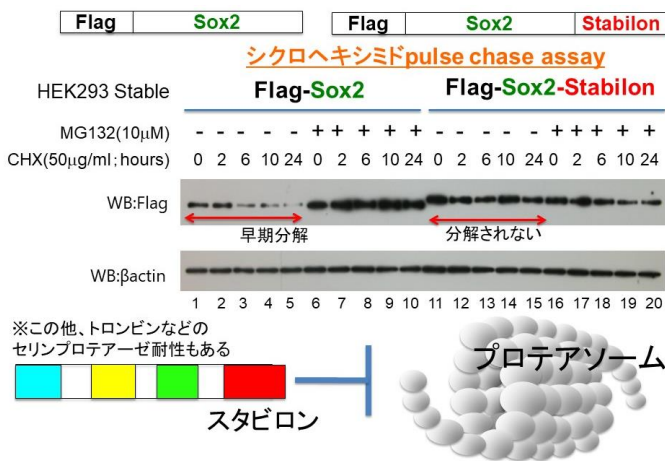 Flag Sox2 Flag Sox2 Stabilon
シクロヘキシミドpulse chase assay
HEK293 Stable Flag-Sox2 Flag-Sox2-Stabilon
MG132(10μM) - - - - - + + + + + - - - - - + + + + +
CHX(50μg/ml;hours) 0 2 6 10 24 0 2 6 10 24 0 2 6 10 24 0 2 6 10 24
WB:Flag
早期分解 分解されない
WB:βactin
1 2 3 4 5 6 7 8 9 10 11 12 13 14 15 16 17 18 19 20
※この他、トロンビンなどの
セリンプロテアーゼ耐性もある
プロテアソーム
スタビロン